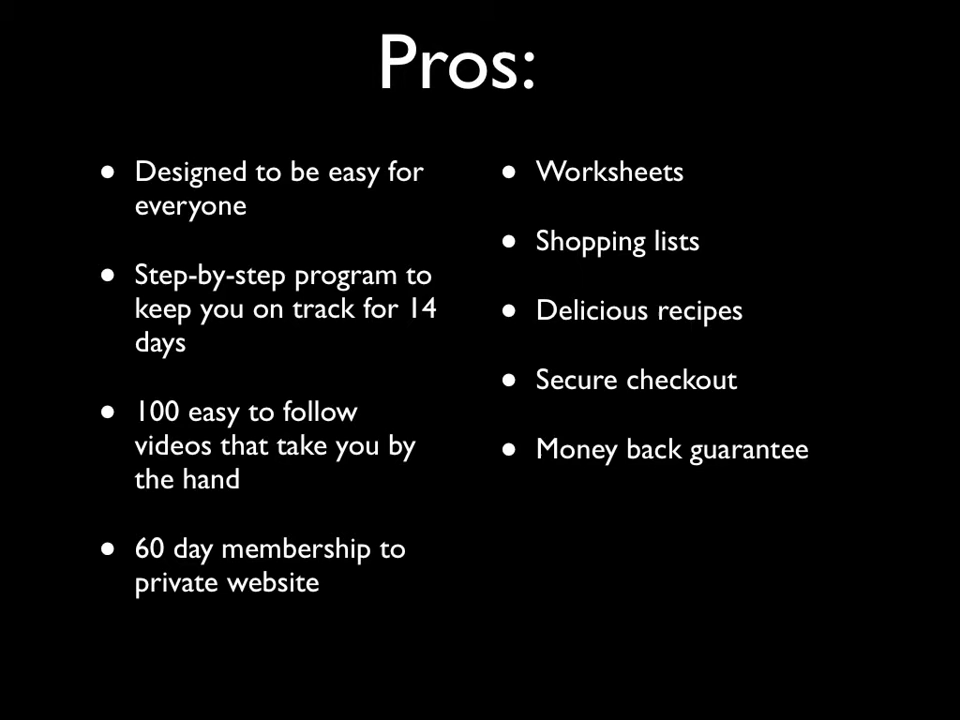 Pros:
• Designed to be easy for
everyone
• Step-by-step program to
keep you on track for 14
days
• 100 easy to follow
videos that take you by
the hand
• 60 day membership to
private website
• Worksheets
• Shopping lists
• Delicious recipes
• Secure checkout
• Money back guarantee